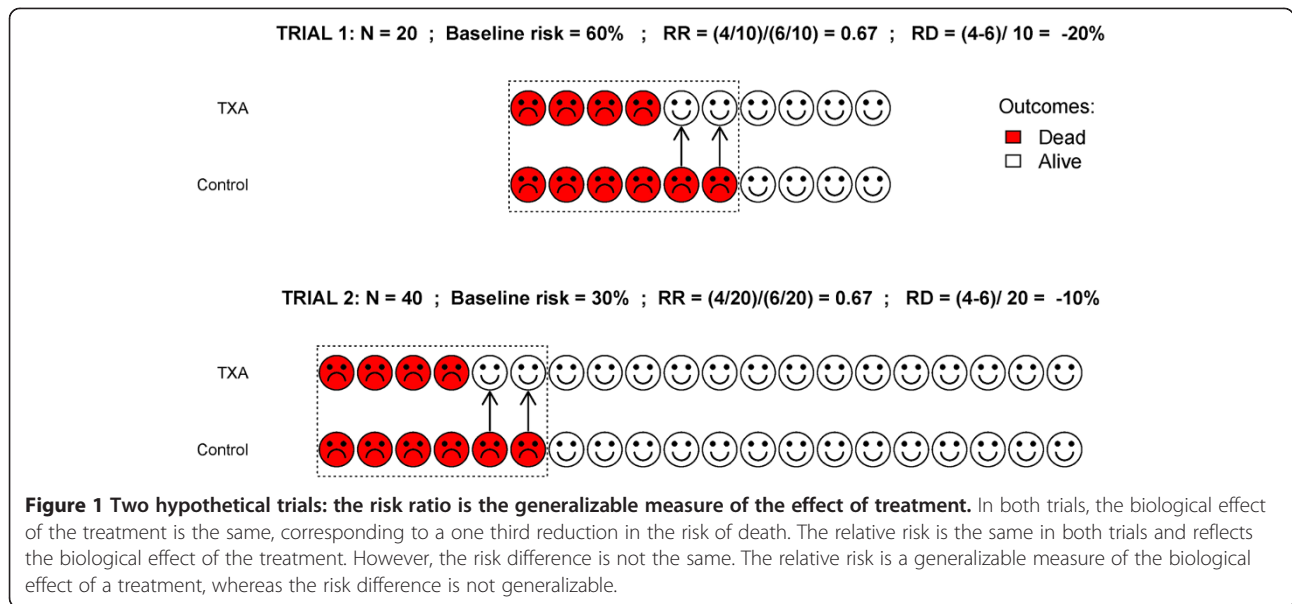 TRIAL 1: N = 20 ; Baseline risk = 60% ; RR = (4/10)/(6/10) = 0.67 ; RD = (4-6)/ 10 = -20%
TXA
Control
Outcomes:
Dead
Alive
TRIAL 2: N = 40 ; Baseline risk = 30% ; RR = (4/20)/(6/20) = 0.67 ; RD = (4-6)/ 20 = -10%
TXA
Control
Figure 1 Two hypothetical trials: the risk ratio is the generalizable measure of the effect of treatment. In both trials, the biological effect
of the treatment is the same, corresponding to a one third reduction in the risk of death. The relative risk is the same in both trials and reflects
the biological effect of the treatment. However, the risk difference is not the same. The relative risk is a generalizable measure of the biological
effect of a treatment, whereas the risk difference is not generalizable.